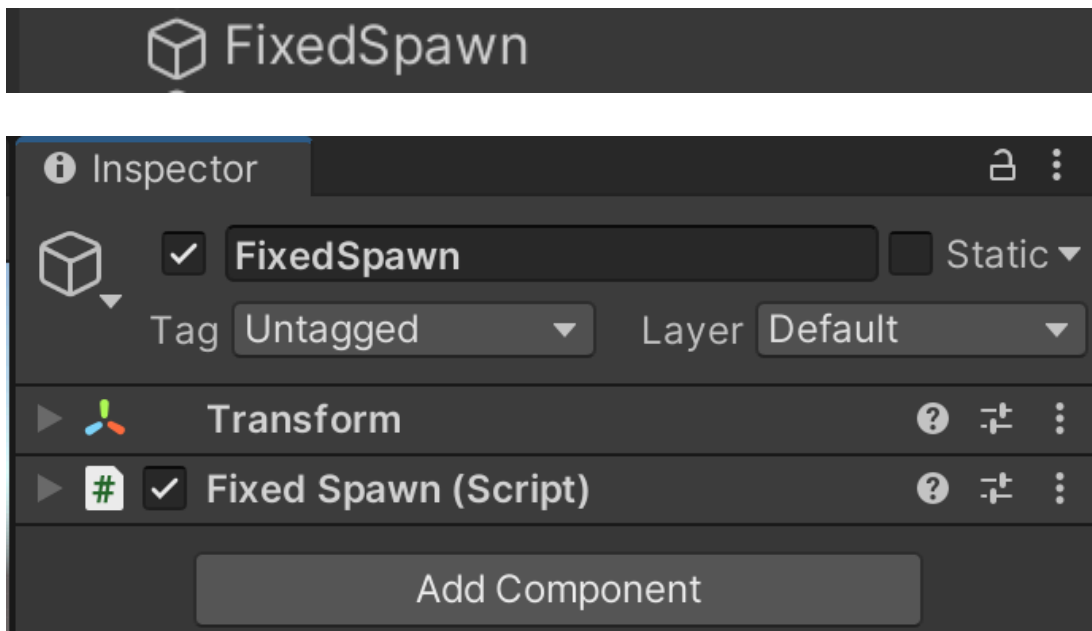 FixedSpawn
Inspector
FixedSpawn Static
Tag Untagged Layer Default
Transform
# Fixed Spawn (Script)
Add Component